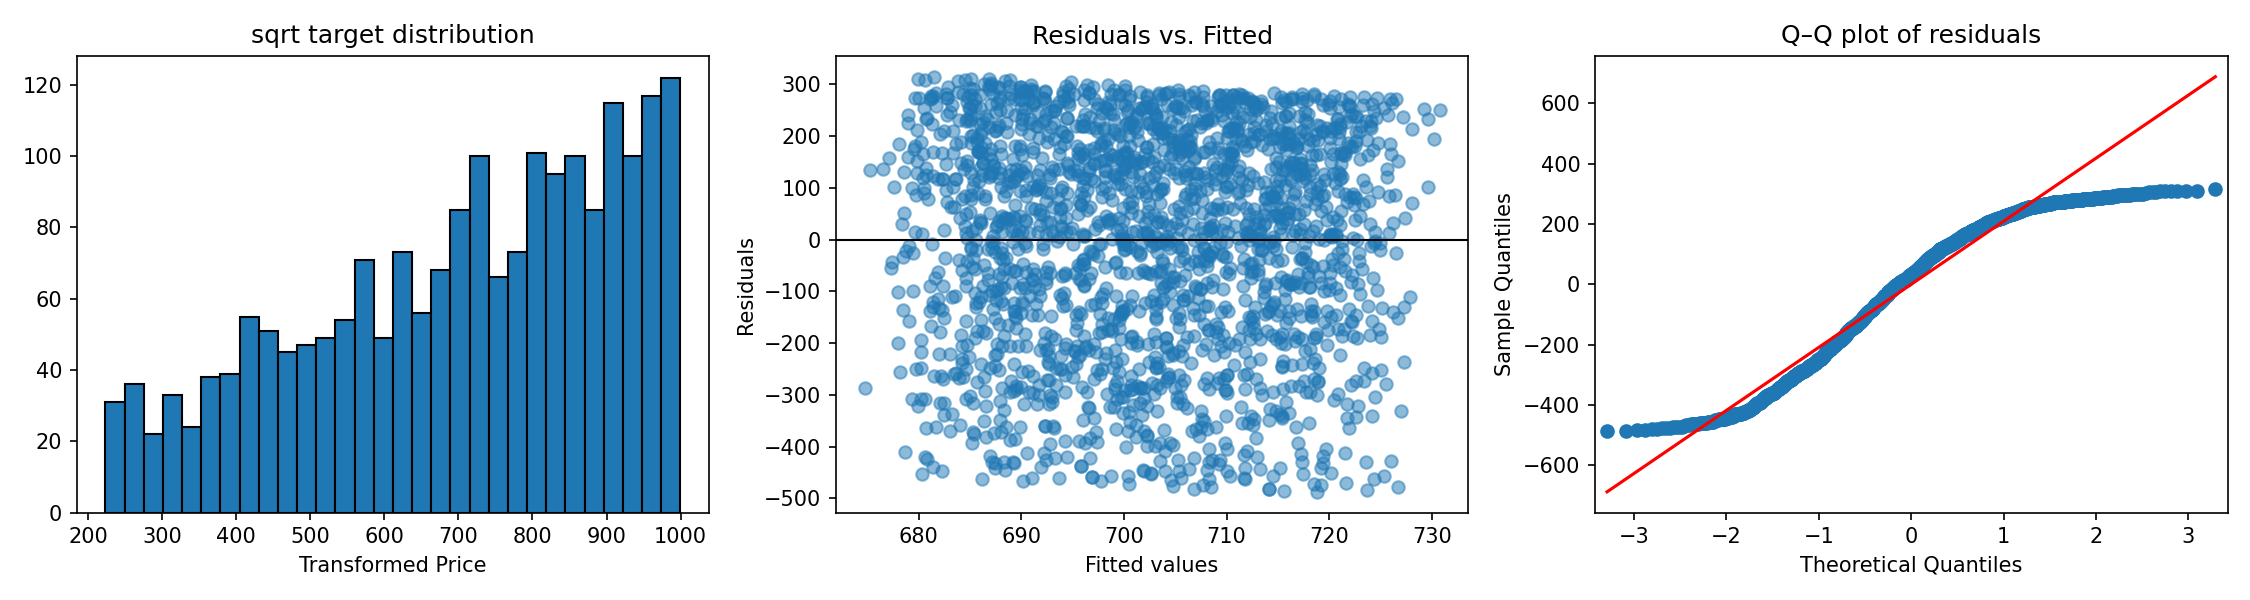 sqrt target distribution
120
100
80
60
40
20
0
200 300 400 500 600 700 800 900 1000
Transformed Price
Residuals vs. Fitted
Residuals
300
200
100
0
−100
−200
−300
−400
−500
680 690 700 710 720 730
Fitted values
Q–Q plot of residuals
Sample Quantiles
600
400
200
0
−200
−400
−600
−3 −2 −1 0 1 2 3
Theoretical Quantiles